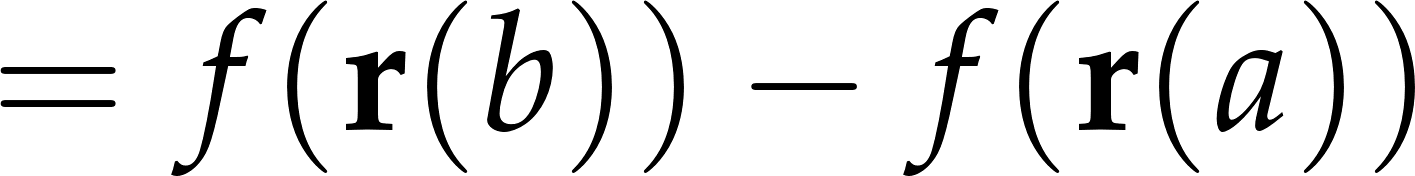 = f(r(b)) − f(r(a))